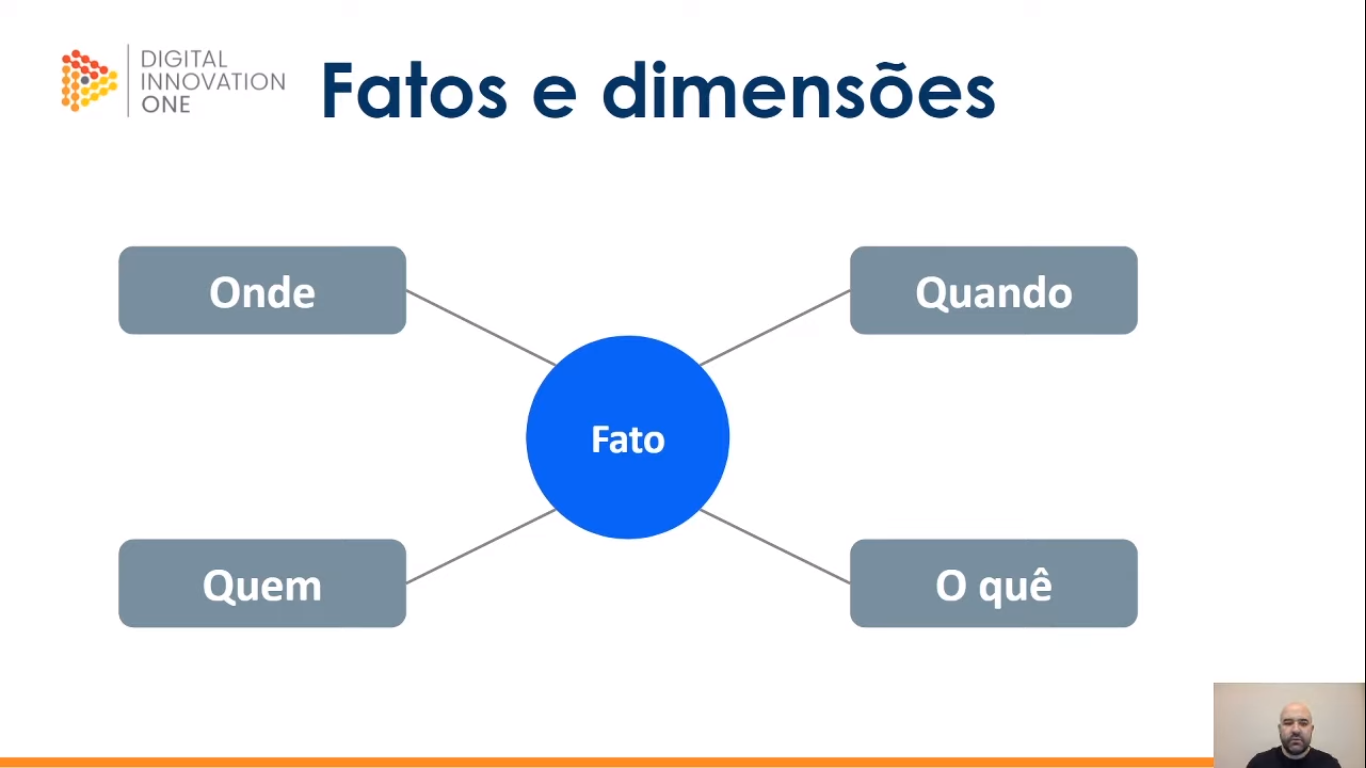 DIGITAL
INNOVATION
ONE
Fatos e dimensões
Onde
Quando
Fato
Quem
O quê